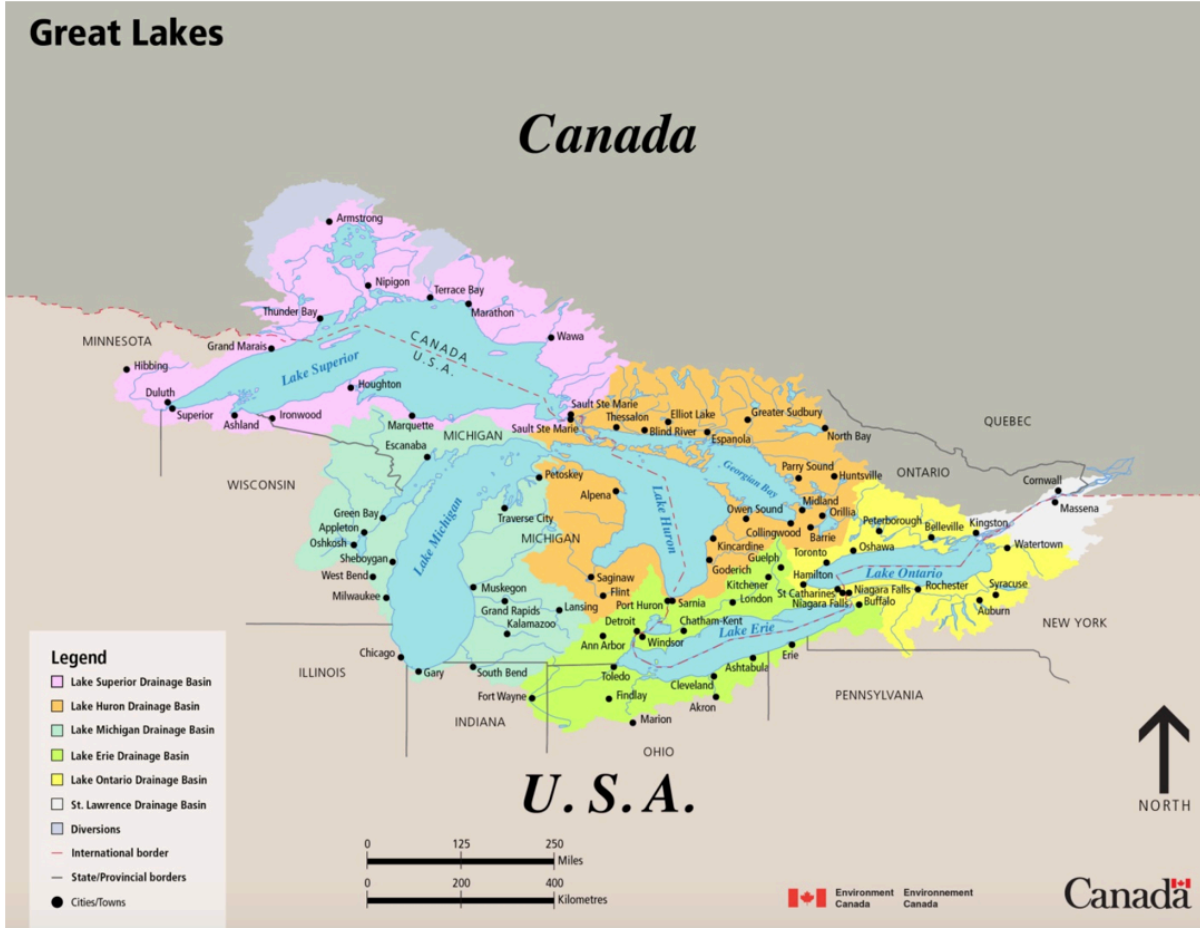 Great Lakes
Canada
Armstrong
Nipigon
Terrace Bay
Marathon
Thunder Bay
Wawa
MINNESOTA
Grand Marais
CANADA
U.S.A.
Hibbing
Lake Superior
Duluth
Houghton
Superior
Ashland
Ironwood
Marquette
Sault Ste Marie
Sault Ste Marie
Thessalon
Elliot Lake
Blind River
Espanola
Greater Sudbury
North Bay
QUEBEC
MICHIGAN
Escanaba
WISCONSIN
Petoskey
Georgian Bay
Parry Sound
Huntsville
ONTARIO
Cornwall
Massena
Alpena
Lake Huron
Lake Michigan
Traverse City
MICHIGAN
Green Bay
Appleton
Oshkosh
Sheboygan
West Bend
Milwaukee
Owen Sound
Midland
Orillia
Collingwood
Barrie
Peterborough
Belleville
Kingston
Watertown
Kincardine
Goderich
Guelph
Toronto
Oshawa
Kitchener
Hamilton
Lake Ontario
Saginaw
Flint
Muskegon
Grand Rapids
Lansing
Kalamazoo
Port Huron
Sarnia
London
St Catharines
Niagara Falls
Niagara Falls
Buffalo
Rochester
Syracuse
Auburn
NEW YORK
Detroit
Windsor
Chatham-Kent
Lake Erie
Ann Arbor
Chicago
Gary
South Bend
ILLINOIS
Toledo
Cleveland
Ashtabula
Erie
Fort Wayne
Findlay
Akron
Marion
INDIANA
OHIO
PENNSYLVANIA
U.S.A.
NORTH
Legend
Lake Superior Drainage Basin
Lake Huron Drainage Basin
Lake Michigan Drainage Basin
Lake Erie Drainage Basin
Lake Ontario Drainage Basin
St. Lawrence Drainage Basin
Diversions
International border
State/Provincial borders
Cities/Towns
0 125 250
Miles
0 200 400
Kilometres
Environment Canada
Environnement Canada
Canada